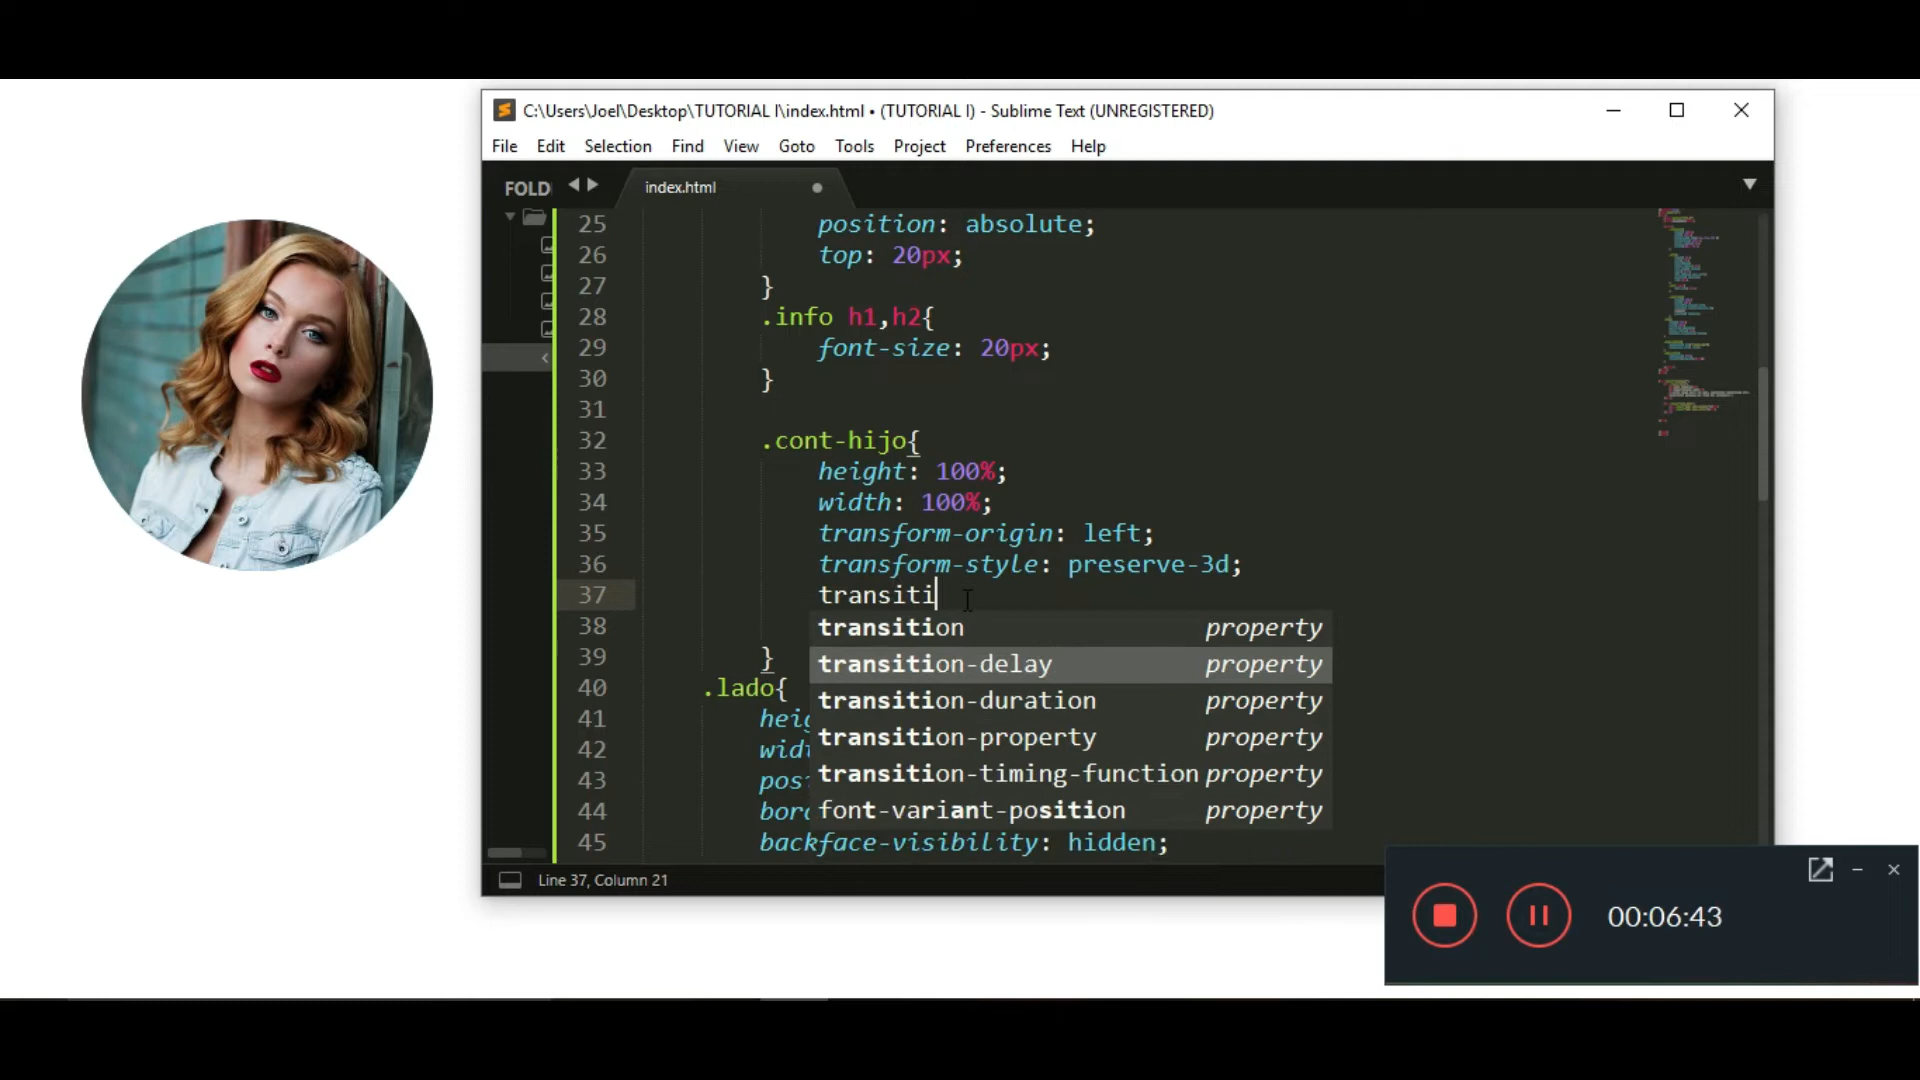 C:\Users\Joel\Desktop\TUTORIAL I\index.html • (TUTORIAL I) - Sublime Text (UNREGISTERED)
File Edit Selection Find View Goto Tools Project Preferences Help
FOLD
index.html
25 position: absolute;
26 top: 20px;
27 }
28 .info h1,h2{
29 font-size: 20px;
30 }
31
32 .cont-hijo{
33 height: 100%;
34 width: 100%;
35 transform-origin: left;
36 transform-style: preserve-3d;
37 transiti
38 transition property
39 } transition-delay property
40 .lado{
41 heig transition-duration property
42 widt transition-property property
43 pos transition-timing-function property
44 bord font-variant-position property
45 backface-visibility: hidden;
Line 37, Column 21
00:06:43